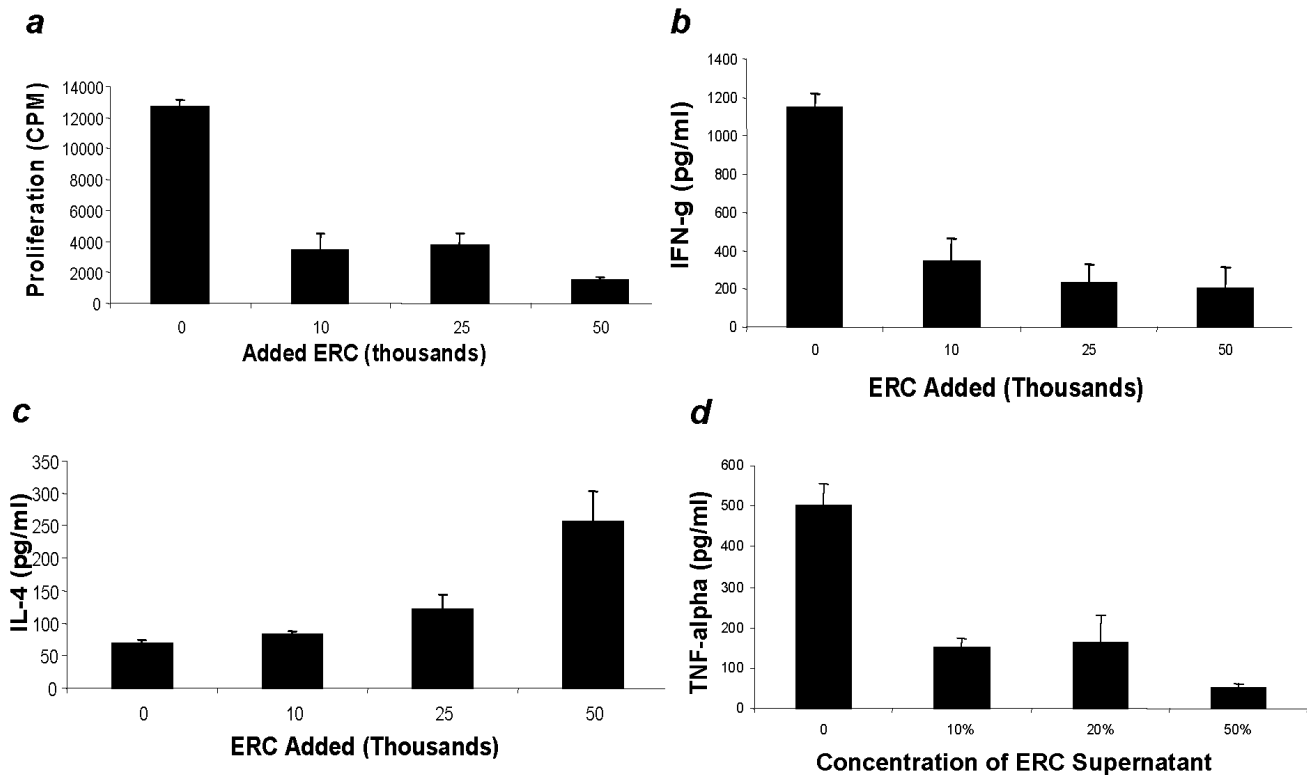 a
Proliferation (CPM)
14000
12000
10000
8000
6000
4000
2000
0
0 10 25 50
Added ERC (thousands)
b
IFN-g (pg/ml)
1400
1200
1000
800
600
400
200
0
0 10 25 50
ERC Added (Thousands)
c
IL-4 (pg/ml)
350
300
250
200
150
100
50
0
0 10 25 50
ERC Added (Thousands)
d
TNF-alpha (pg/ml)
600
500
400
300
200
100
0
0 10% 20% 50%
Concentration of ERC Supernatant